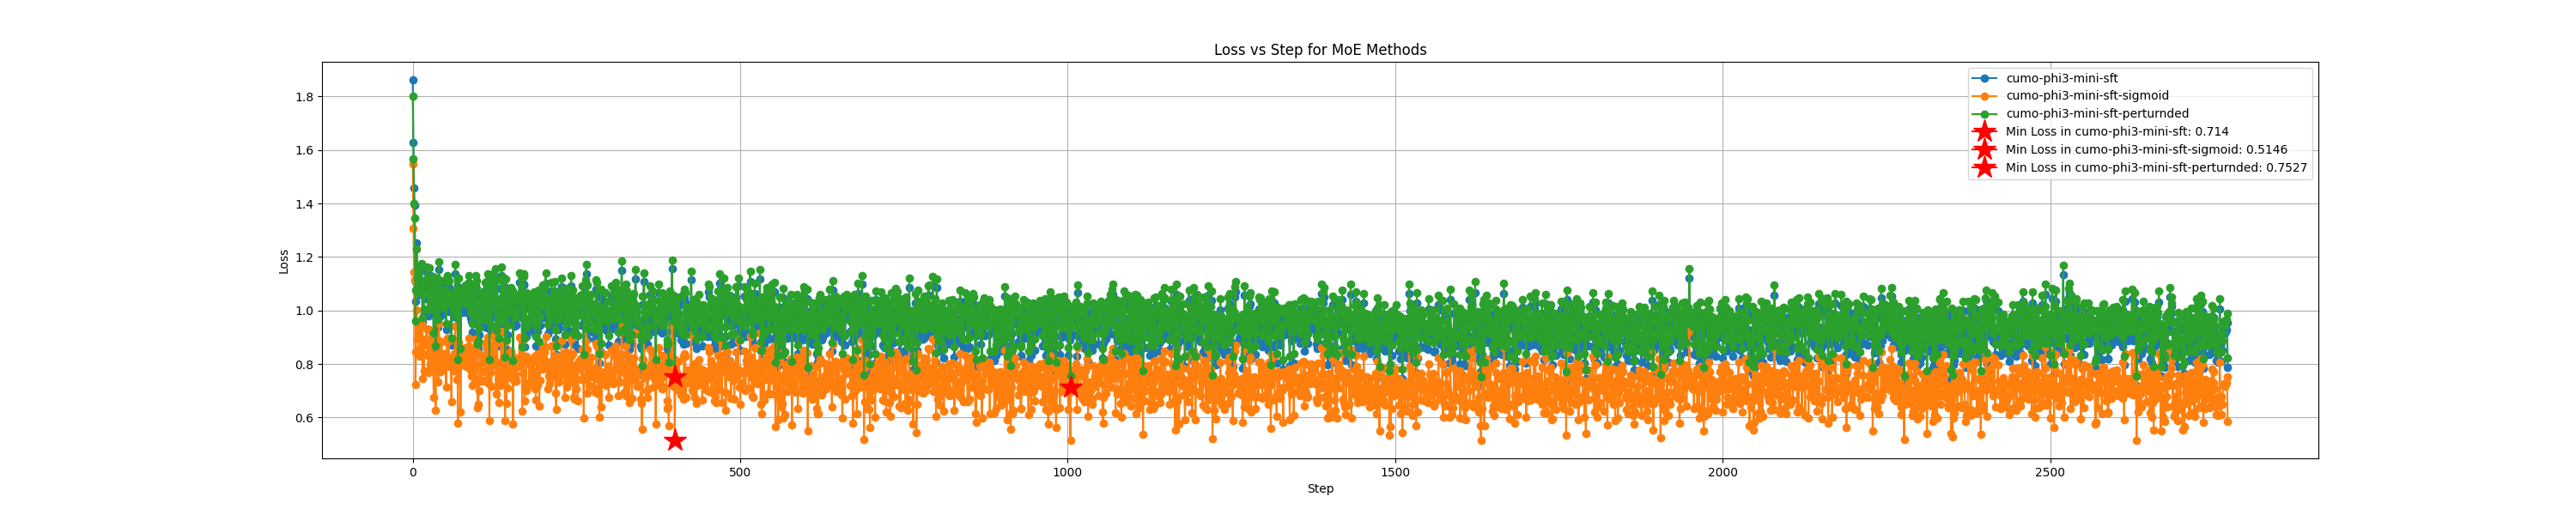 Loss vs Step for MoE Methods
cumo-phi3-mini-sft
cumo-phi3-mini-sft-sigmoid
cumo-phi3-mini-sft-perturnded
Min Loss in cumo-phi3-mini-sft: 0.714
Min Loss in cumo-phi3-mini-sft-sigmoid: 0.5146
Min Loss in cumo-phi3-mini-sft-perturnded: 0.7527
Loss
1.8
1.6
1.4
1.2
1.0
0.8
0.6
0
500
1000
1500
2000
2500
Step